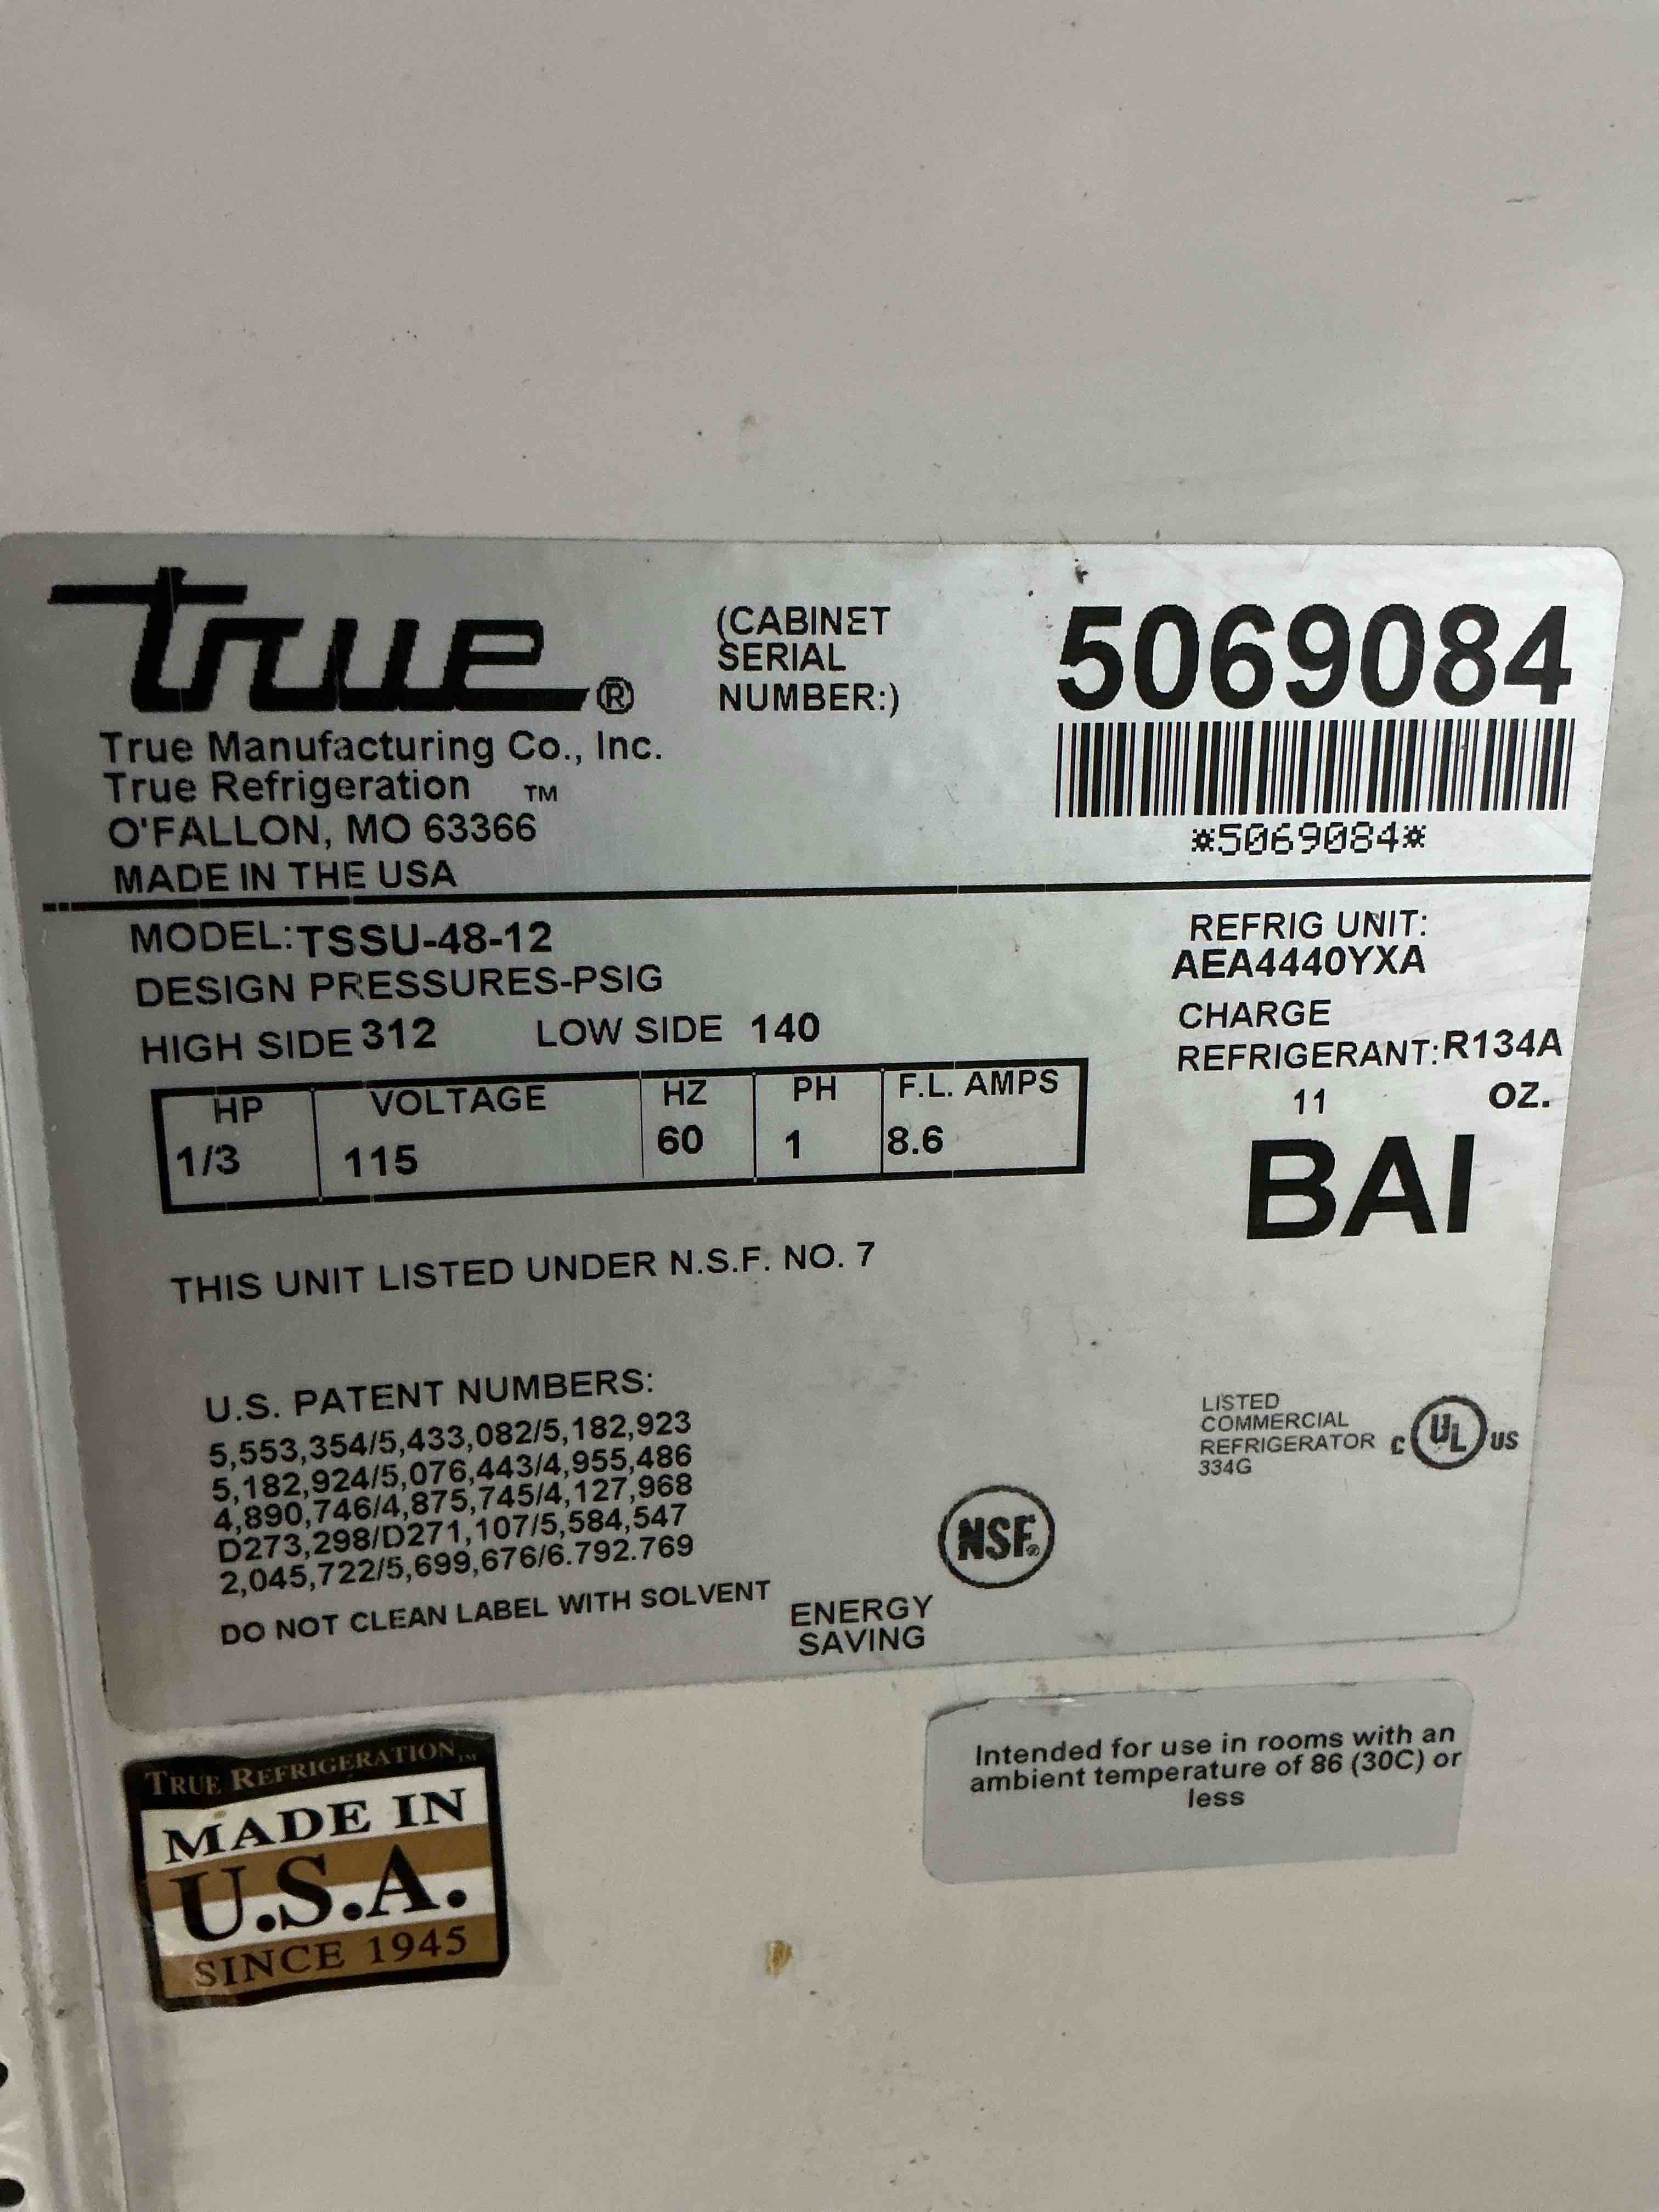 true®
(CABINET
SERIAL
NUMBER:)
5069084
*5069084*
True Manufacturing Co., Inc.
True Refrigeration ™
O'FALLON, MO 63366
MADE IN THE USA
MODEL: TSSU-48-12
DESIGN PRESSURES-PSIG
HIGH SIDE 312 LOW SIDE 140
HP VOLTAGE HZ PH F.L. AMPS
1/3 115 60 1 8.6
REFRIG UNIT:
AEA4440YXA
CHARGE
REFRIGERANT: R134A
11 OZ.
BAI
THIS UNIT LISTED UNDER N.S.F. NO. 7
U.S. PATENT NUMBERS:
5,553,354/5,433,082/5,182,923
5,182,924/5,076,443/4,955,486
4,890,746/4,875,745/4,127,968
D273,298/D271,107/5,584,547
2,045,722/5,699,676/6.792.769
DO NOT CLEAN LABEL WITH SOLVENT
ENERGY
SAVING
NSF®
LISTED
COMMERCIAL
REFRIGERATOR
334G
C UL US
TRUE REFRIGERATION™
MADE IN
U.S.A.
SINCE 1945
Intended for use in rooms with an
ambient temperature of 86 (30C) or
less